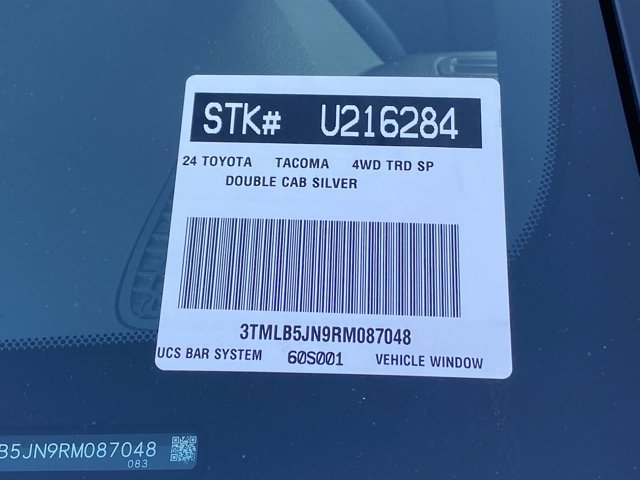 STK# U216284
24 TOYOTA TACOMA 4WD TRD SP
DOUBLE CAB SILVER
3TMLB5JN9RM087048
UCS BAR SYSTEM 60S001 VEHICLE WINDOW
B5JN9RM087048
083